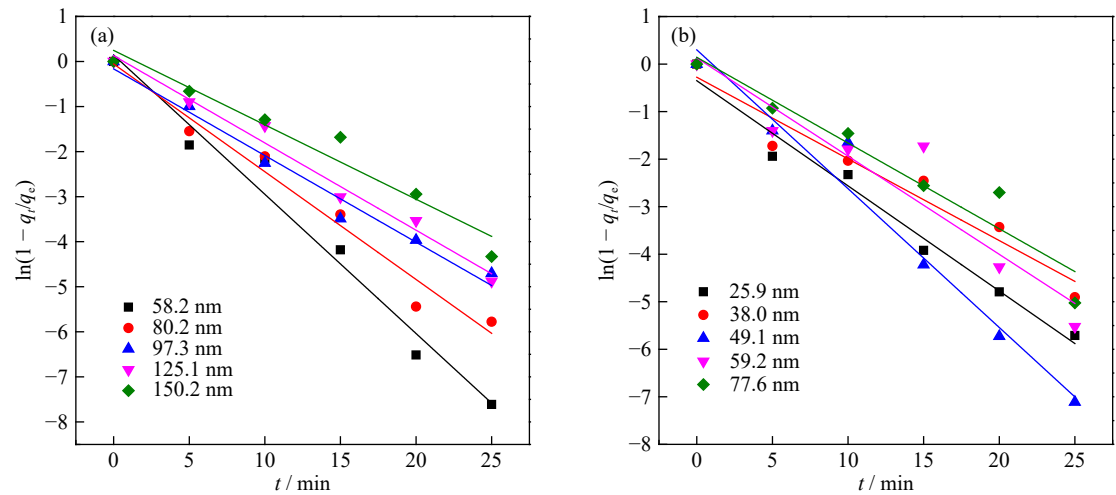 (a)
ln(1 − qt/qe)
1
0
−1
−2
−3
−4
−5
−6
−7
−8
58.2 nm
80.2 nm
97.3 nm
125.1 nm
150.2 nm
0 5 10 15 20 25
t / min
(b)
ln(1 − qt/qe)
1
0
−1
−2
−3
−4
−5
−6
−7
−8
25.9 nm
38.0 nm
49.1 nm
59.2 nm
77.6 nm
0 5 10 15 20 25
t / min